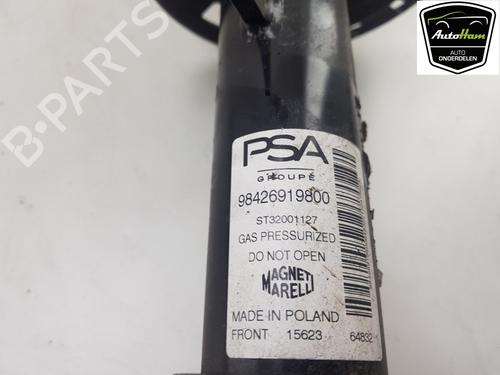 AutoHam
AUTO
ONDERDELEN
B-PARTS
PSA
GROUPE
98426919800
ST32001127
GAS PRESSURIZED
DO NOT OPEN
MAGNETI
MARELLI
MADE IN POLAND
FRONT 15623 64832